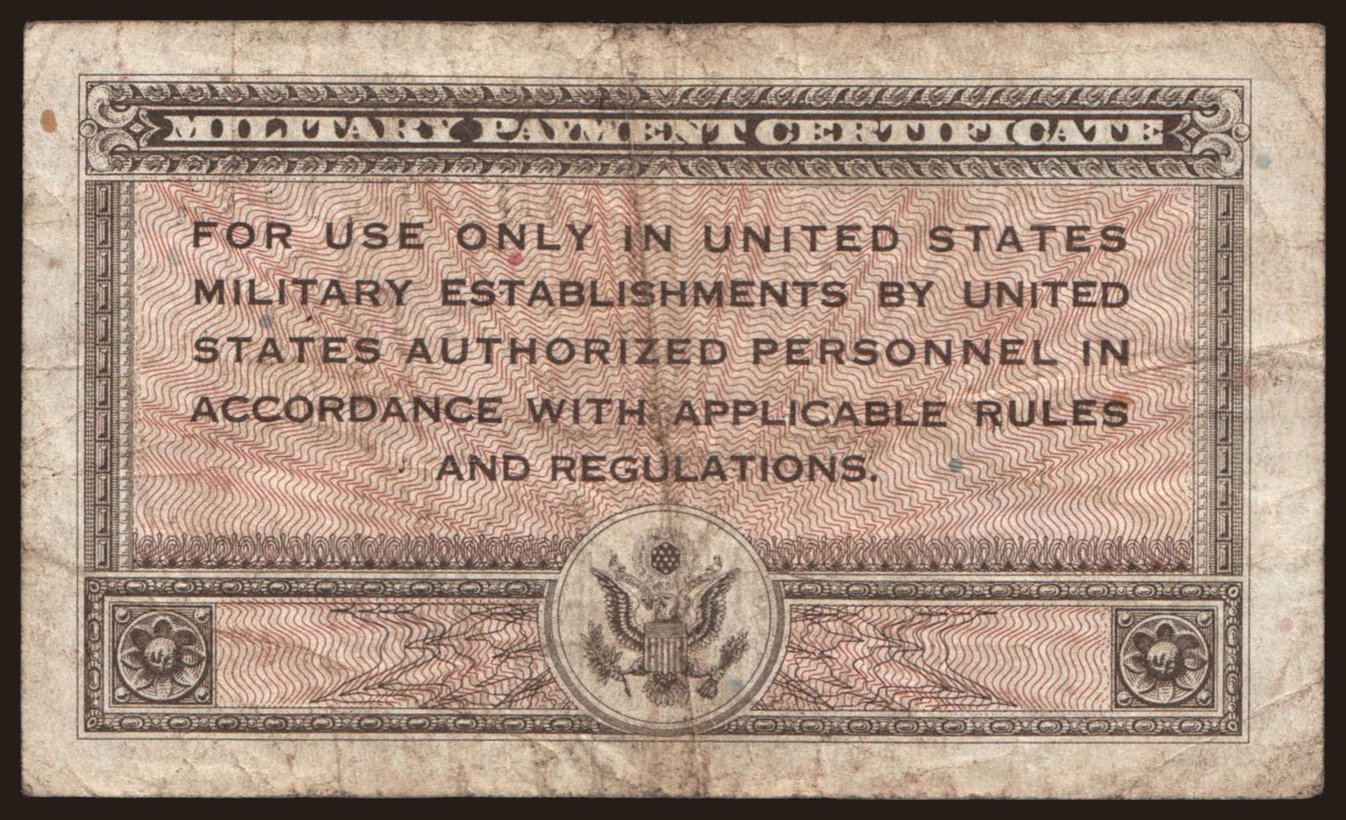 MILITARY PAYMENT CERTIFICATE
FOR USE ONLY IN UNITED STATES
MILITARY ESTABLISHMENTS BY UNITED
STATES AUTHORIZED PERSONNEL IN
ACCORDANCE WITH APPLICABLE RULES
AND REGULATIONS.